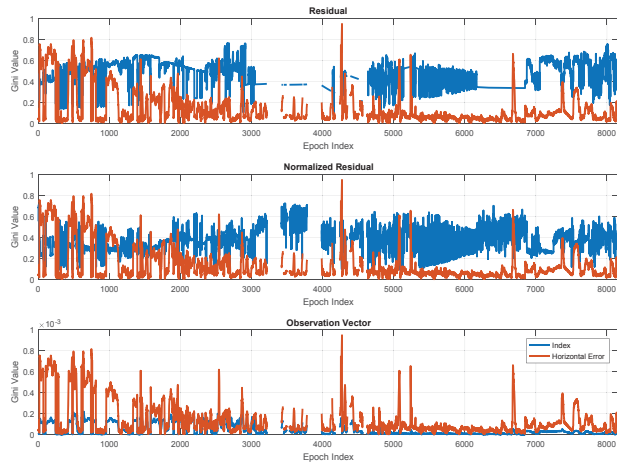 Residual
1
0.8
0.6
0.4
0.2
0
Gini Value
0 1000 2000 3000 4000 5000 6000 7000 8000
Epoch Index
Normalized Residual
1
0.8
0.6
0.4
0.2
0
Gini Value
0 1000 2000 3000 4000 5000 6000 7000 8000
Epoch Index
Observation Vector
× 10^-3
1
0.8
0.6
0.4
0.2
0
Gini Value
Index
Horizontal Error
0 1000 2000 3000 4000 5000 6000 7000 8000
Epoch Index